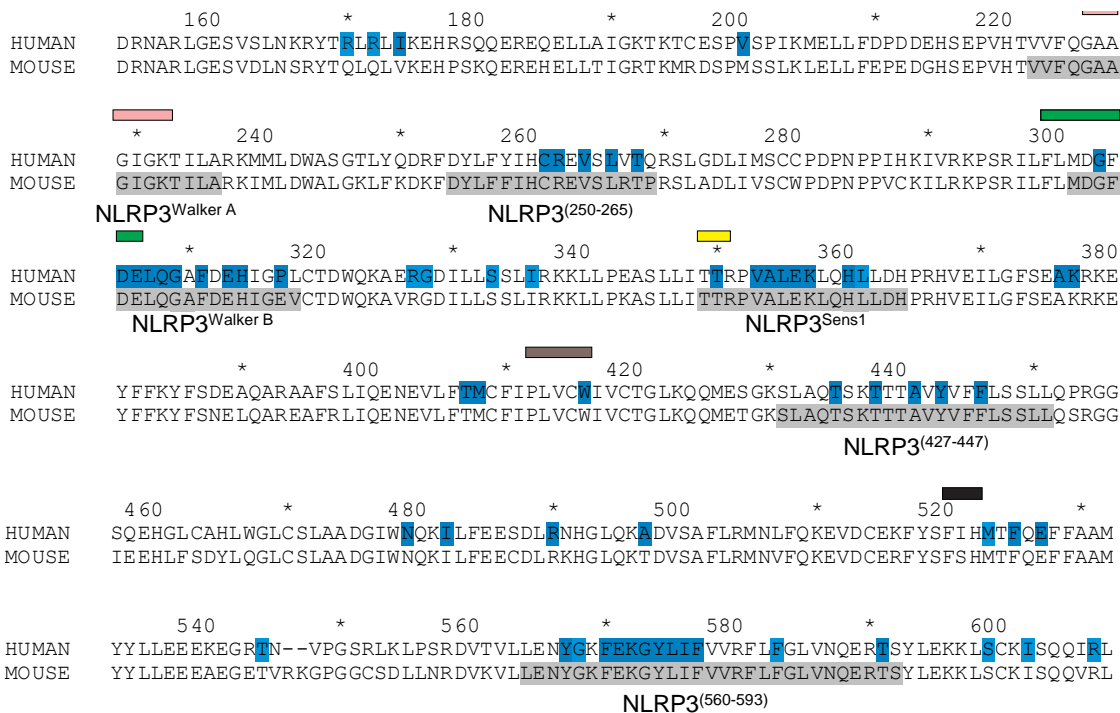 160 * 180 * 200 * 220
HUMAN DRNARLGESVSLNKRYTRLRLIKEHRSQQEREQELLAIGKTKTCESPVSPIKMELLFDPDDEHSEPVHTVVFQGAA
MOUSE DRNARLGESVDLNSRYTQLQLVKEHPSKQEREHELLTIGRTKMRDSPMSSLKLELLFEPEDGHSEPVHTVVFQGAA
* 240 * 260 * 280 * 300
HUMAN GIGKTILARKMMLDWASGTLYQDRFDYLFYIHCREVSLVTQRSLGDLIMSCCPDPNPPIHKIVRKPSRILFLMDGF
MOUSE GIGKTILARKIMLDWALGKLFKDKFDYLFFIHCREVSLRTPRSLADLIVSCWPDPNPPVCKILRKPSRILFLMDGF
NLRP3Walker A NLRP3(250-265)
* 320 * 340 * 360 * 380
HUMAN DELQGAFDEHIGPLCTDWQKAERGDILLSSLIRKKLLPEASLLITTRPVALEKLQHLLDHPRHVEILGFSEAKRKE
MOUSE DELQGAFDEHIGEVCTDWQKAVRGDILLSSLIRKKLLPKASLLITTRPVALEKLQHLLDHPRHVEILGFSEAKRKE
NLRP3Walker B NLRP3Sens1
* 400 * 420 * 440 *
HUMAN YFFKYFSDEAQARAAFSLIQENEVLFTMCFIPLVCWIVCTGLKQQMESGKSLAQTSKTTTAVYVFFLSSLLQPRGG
MOUSE YFFKYFSNELQAREAFRLIQENEVLFTMCFIPLVCWIVCTGLKQQMETGKSLAQTSKTTTAVYVFFLSSLLQSRGG
NLRP3(427-447)
460 * 480 * 500 * 520 *
HUMAN SQEHGLCAHLWGLCSLAADGIWNQKILFEESDLRNHGLQKADVSAFLRMNLFQKEVDCEKFYSFIHMTFQEFFAAM
MOUSE IEEHLFSDYLQGLCSLAADGIWNQKILFEECDLRKHGLQKTDVSAFLRMNVFQKEVDCERFYSFIHMTFQEFFAAM
540 * 560 * 580 * 600 *
HUMAN YYLLEEEKEGRTN--VPGSRLKLPSRDVTVLLENYGKFEKGYLIFVVRFLFGLVNQERTSYLEKKLSCKISQQIRL
MOUSE YYLLEEEAEGETVRKGPGGCSDLLNRDVKVLLENYGKFEKGYLIFVVRFLFGLVNQERTSYLEKKLSCKISQQVRL
NLRP3(560-593)